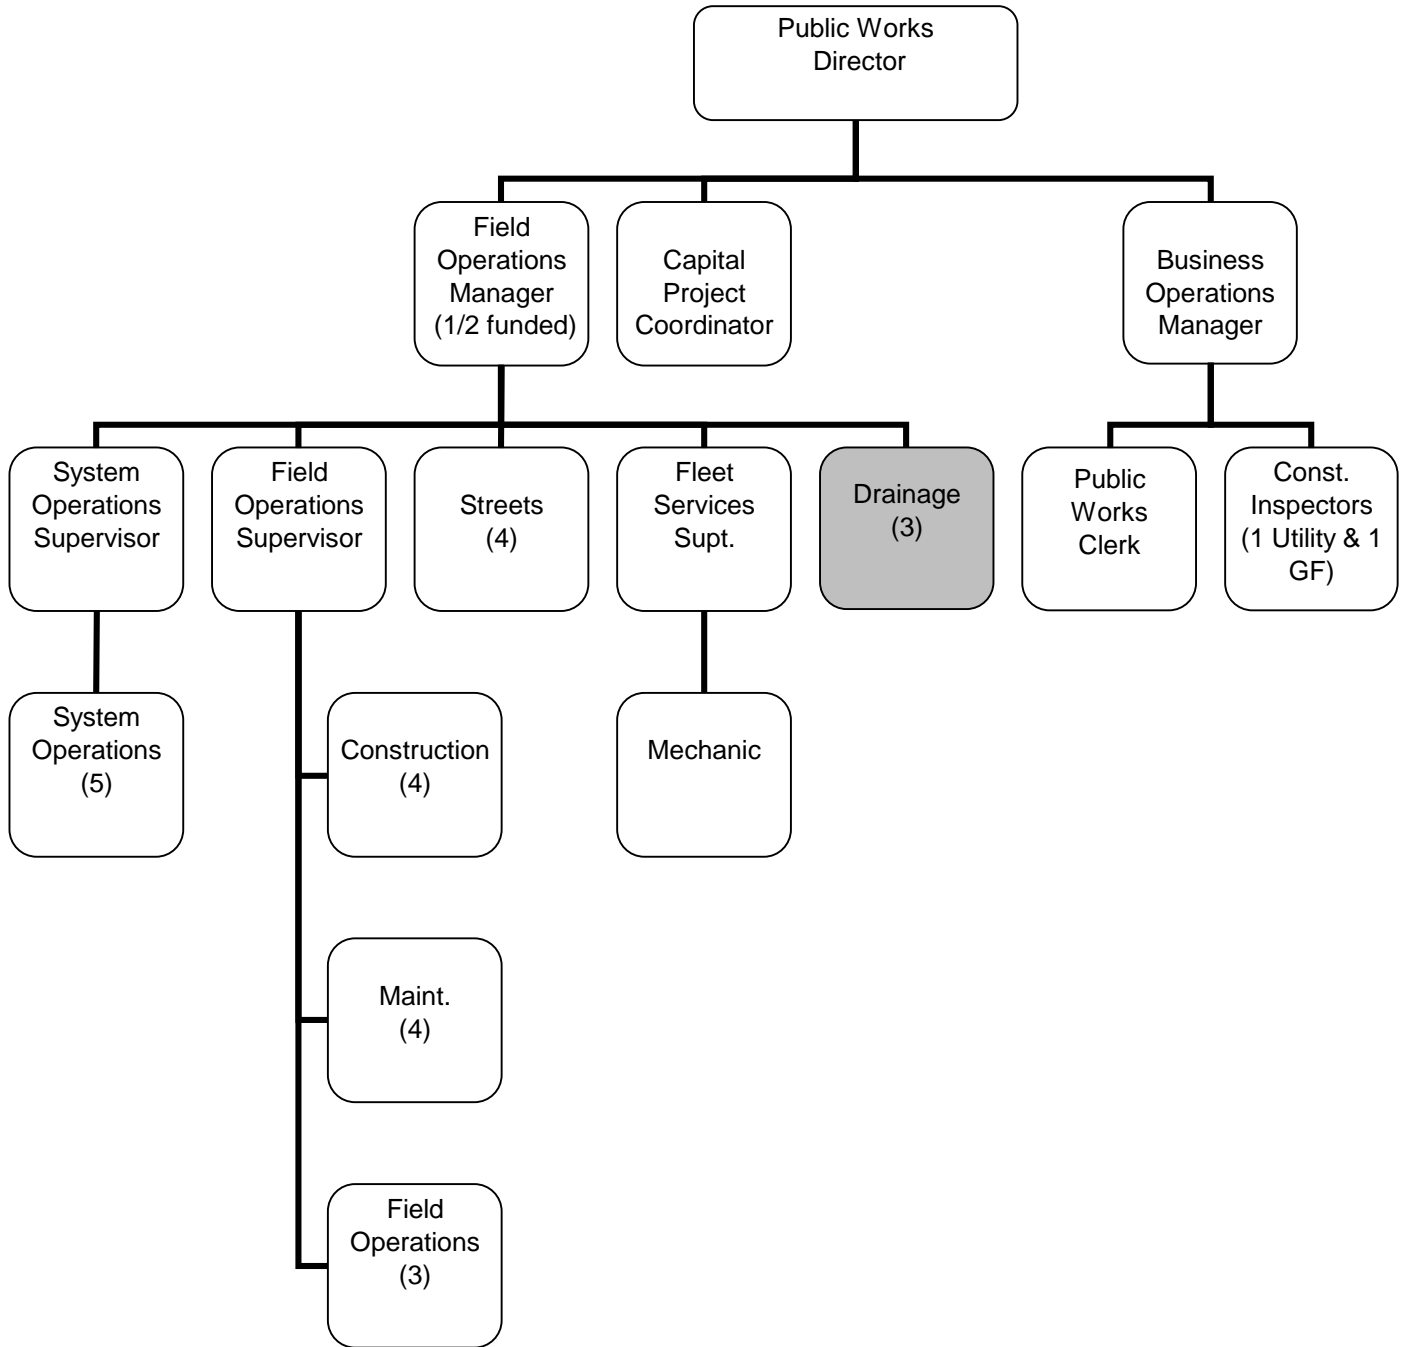 Public Works
Director
Field
Operations
Manager
(1/2 funded)
Capital
Project
Coordinator
Business
Operations
Manager
System
Operations
Supervisor
Field
Operations
Supervisor
Streets
(4)
Fleet
Services
Supt.
Drainage
(3)
Public
Works
Clerk
Const.
Inspectors
(1 Utility & 1
GF)
System
Operations
(5)
Construction
(4)
Mechanic
Maint.
(4)
Field
Operations
(3)